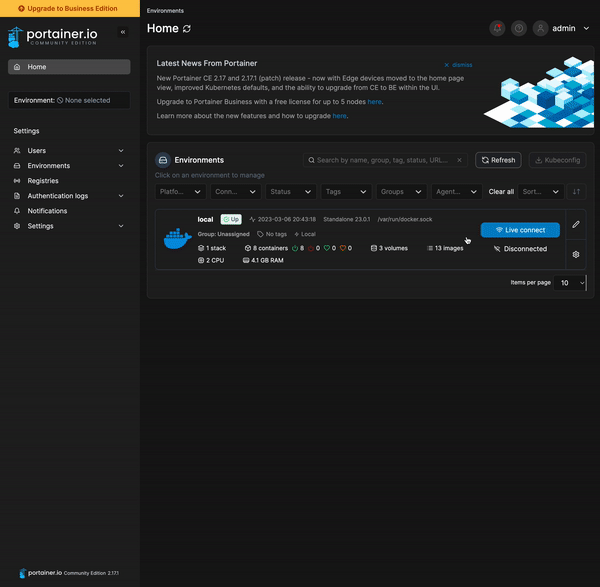 Upgrade to Business Edition
portainer.io
COMMUNITY EDITION
Home
Environment: None selected
Settings
Users
Environments
Registries
Authentication logs
Notifications
Settings
portainer.io Community Edition 2.17.1
Environments
Home
admin
Latest News From Portainer
dismiss
New Portainer CE 2.17 and 2.17.1 (patch) release - now with Edge devices moved to the home page
view, improved Kubernetes defaults, and the ability to upgrade from CE to BE within the UI.
Upgrade to Portainer Business with a free license for up to 5 nodes here.
Learn more about the new features and how to upgrade here.
Environments
Search by name, group, tag, status, URL...
Refresh
Kubeconfig
Click on an environment to manage
Platfo... Conn... Status Tags Groups Agent... Clear all Sort...
local Up 2023-03-06 20:43:18 Standalone 23.0.1 /var/run/docker.sock
Group: Unassigned No tags Local
1 stack 8 containers 8 0 0 0 3 volumes 13 images
2 CPU 4.1 GB RAM
Live connect
Disconnected
Items per page 10